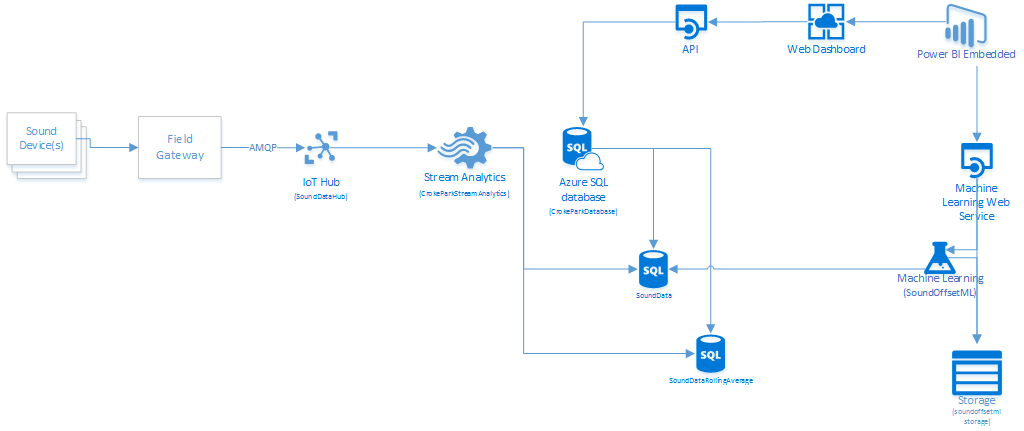 API
Web Dashboard
Power BI Embedded
Sound
Device(s)
Field
Gateway
AMQP
IoT Hub
(SoundDataHub)
Stream Analytics
(CrokeParkStreamAnalytics)
SQL
Azure SQL
database
(CrokeParkDatabase)
Machine
Learning Web
Service
SQL
SoundData
Machine Learning
(SoundOffsetML)
SQL
SoundDataRollingAverage
Storage
(soundoffsetml
storage)